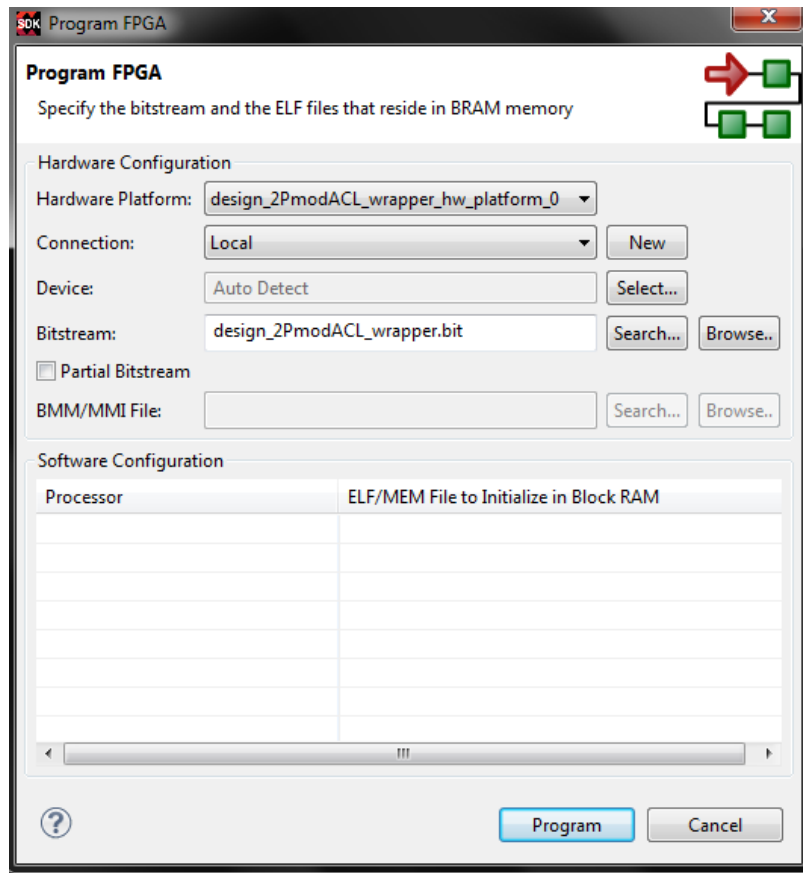 SDK Program FPGA
Program FPGA
Specify the bitstream and the ELF files that reside in BRAM memory
Hardware Configuration
Hardware Platform: design_2PmodACL_wrapper_hw_platform_0
Connection: Local New
Device: Auto Detect Select...
Bitstream: design_2PmodACL_wrapper.bit Search... Browse..
Partial Bitstream
BMM/MMI File: Search... Browse..
Software Configuration
Processor ELF/MEM File to Initialize in Block RAM
? Program Cancel